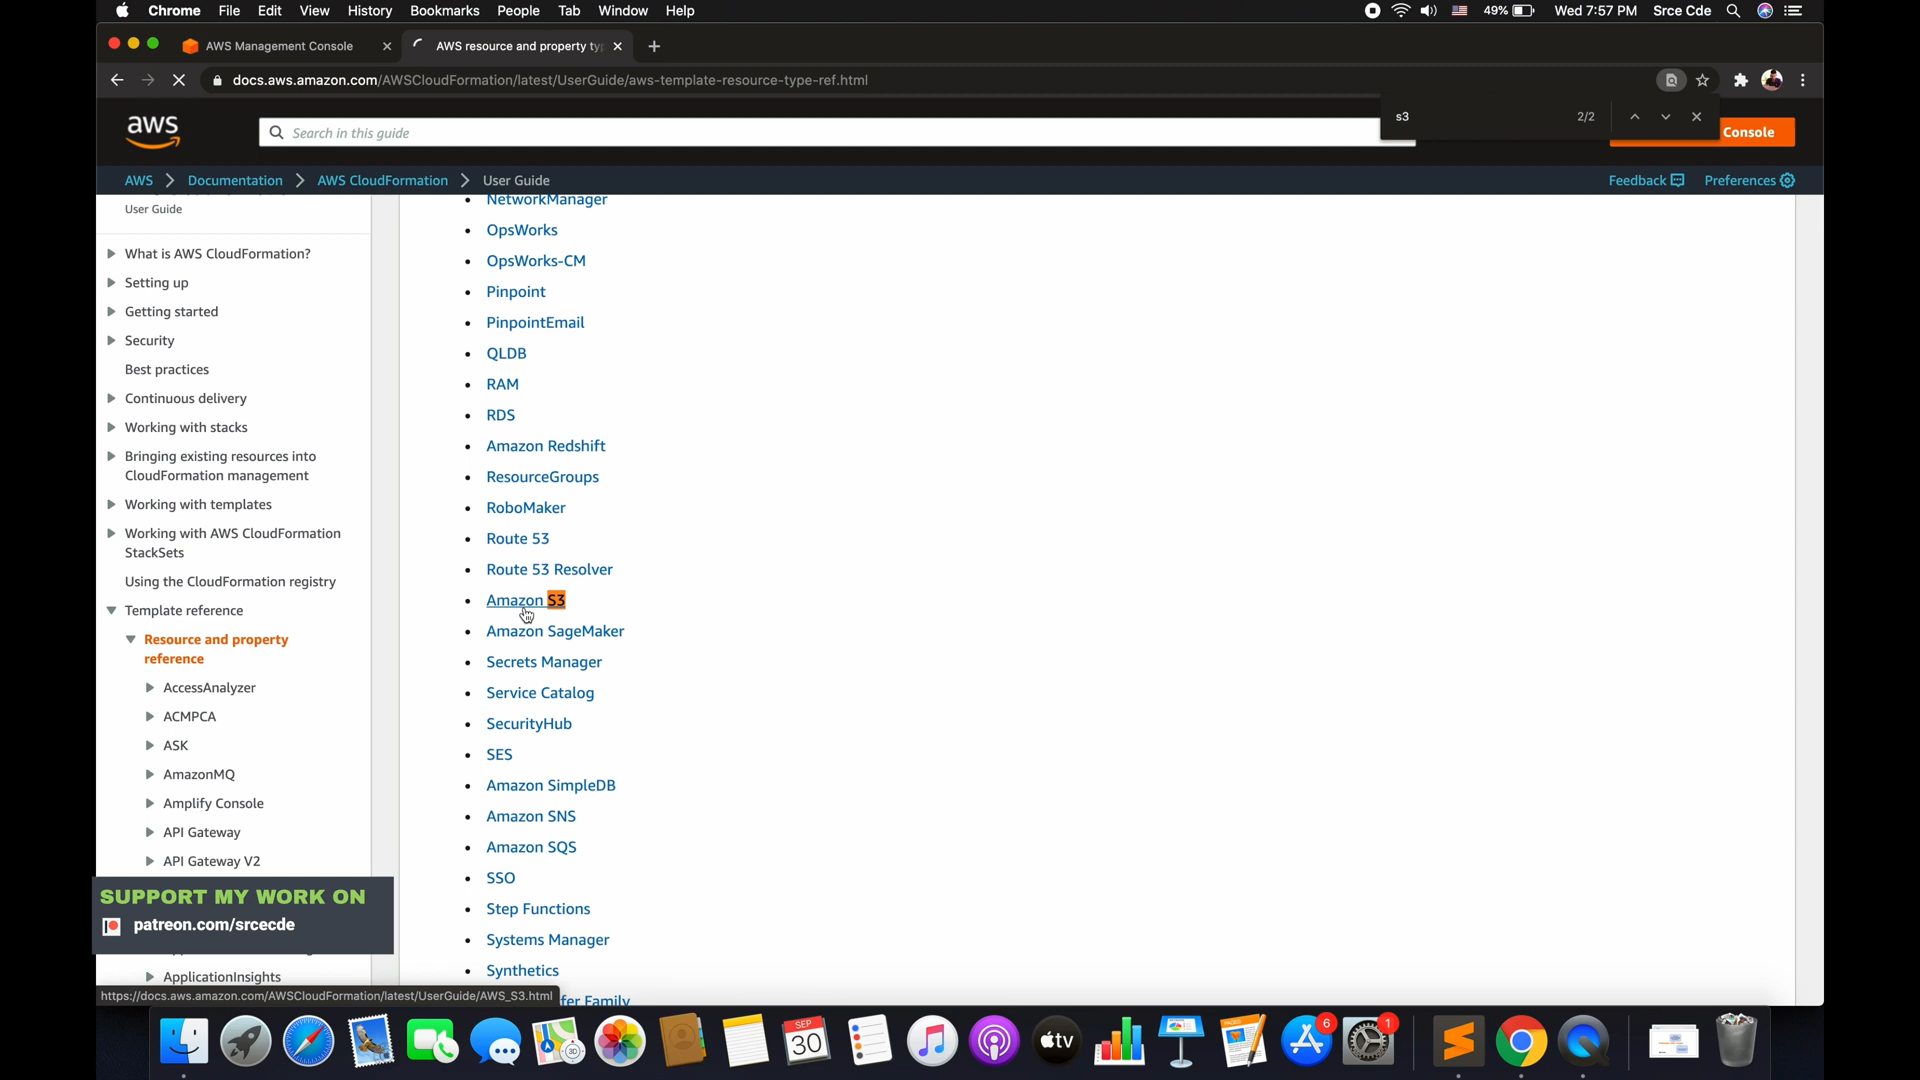 Chrome File Edit View History Bookmarks People Tab Window Help
49% Wed 7:57 PM Srce Cde
AWS Management Console
AWS resource and property ty
docs.aws.amazon.com/AWSCloudFormation/latest/UserGuide/aws-template-resource-type-ref.html
s3 2/2
aws
Search in this guide
Console
AWS Documentation AWS CloudFormation User Guide
Feedback Preferences
User Guide
What is AWS CloudFormation?
Setting up
Getting started
Security
Best practices
Continuous delivery
Working with stacks
Bringing existing resources into
CloudFormation management
Working with templates
Working with AWS CloudFormation
StackSets
Using the CloudFormation registry
Template reference
Resource and property
reference
AccessAnalyzer
ACMPCA
ASK
AmazonMQ
Amplify Console
API Gateway
API Gateway V2
SUPPORT MY WORK ON
patreon.com/srcecde
ApplicationInsights
https://docs.aws.amazon.com/AWSCloudFormation/latest/UserGuide/AWS_S3.html
NetworkManager
OpsWorks
OpsWorks-CM
Pinpoint
PinpointEmail
QLDB
RAM
RDS
Amazon Redshift
ResourceGroups
RoboMaker
Route 53
Route 53 Resolver
Amazon S3
Amazon SageMaker
Secrets Manager
Service Catalog
SecurityHub
SES
Amazon SimpleDB
Amazon SNS
Amazon SQS
SSO
Step Functions
Systems Manager
Synthetics
fer Family
3D
SEP
30
tv
6
1